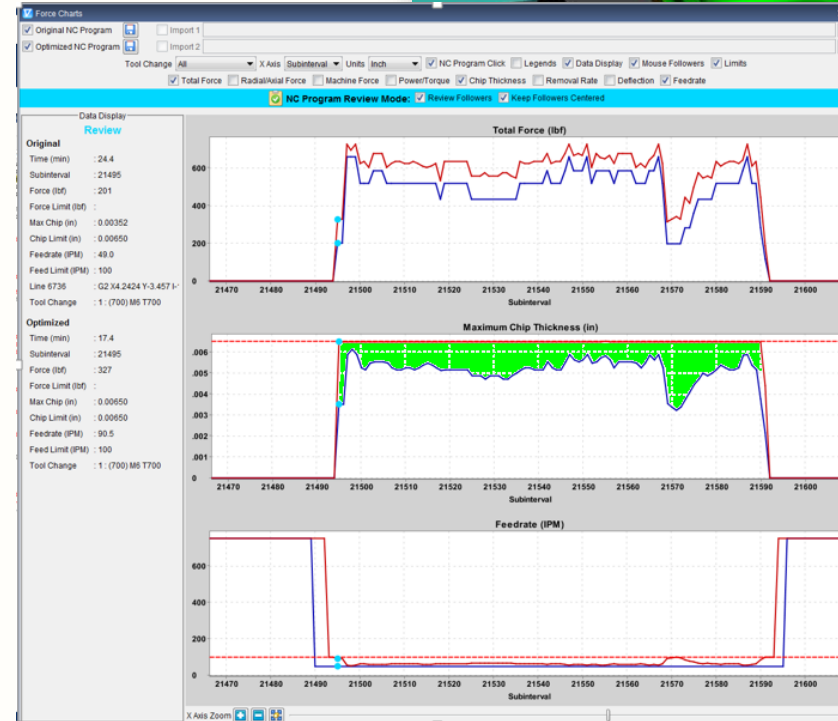 Force Charts
Original NC Program Import 1
Optimized NC Program Import 2
Tool Change All X Axis Subinterval Units Inch NC Program Click Legends Data Display Mouse Followers Limits
Total Force Radial/Axial Force Machine Force Power/Torque Chip Thickness Removal Rate Deflection Feedrate
NC Program Review Mode: Review Followers Keep Followers Centered
Data Display
Review
Original
Time (min) : 24.4
Subinterval : 21495
Force (lbf) : 201
Force Limit (lbf) :
Max Chip (in) : 0.00352
Chip Limit (in) : 0.00650
Feedrate (IPM) : 49.0
Feed Limit (IPM) : 100
Line 6736 : G2 X4.2424 Y-3.457 I-
Tool Change : 1 : (700) M6 T700
Optimized
Time (min) : 17.4
Subinterval : 21495
Force (lbf) : 327
Force Limit (lbf) :
Max Chip (in) : 0.00650
Chip Limit (in) : 0.00650
Feedrate (IPM) : 90.5
Feed Limit (IPM) : 100
Tool Change : 1 : (700) M6 T700
Total Force (lbf)
600
400
200
0
21470 21480 21490 21500 21510 21520 21530 21540 21550 21560 21570 21580 21590 21600
Subinterval
Maximum Chip Thickness (in)
.006
.005
.004
.003
.002
.001
0
21470 21480 21490 21500 21510 21520 21530 21540 21550 21560 21570 21580 21590 21600
Subinterval
Feedrate (IPM)
600
400
200
0
21470 21480 21490 21500 21510 21520 21530 21540 21550 21560 21570 21580 21590 21600
Subinterval
X Axis Zoom